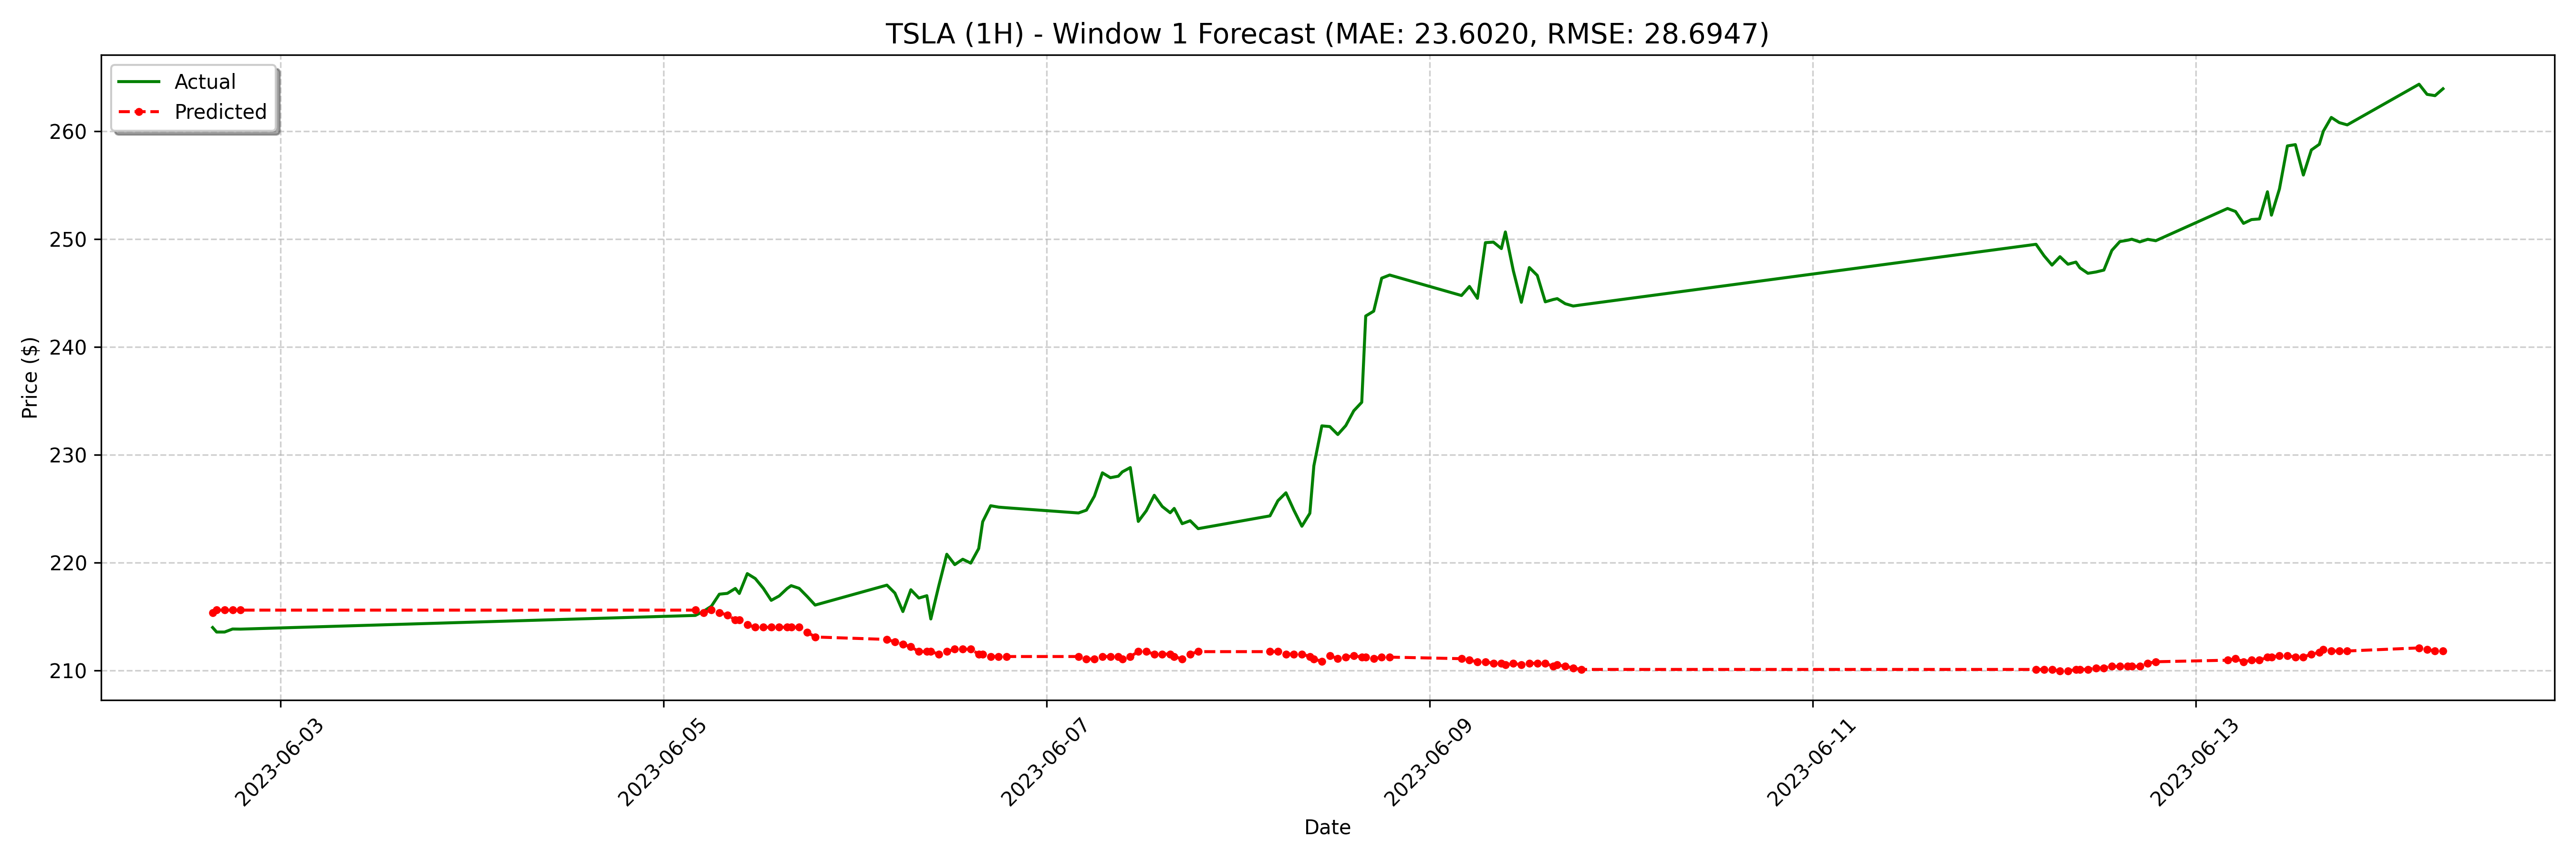 TSLA (1H) - Window 1 Forecast (MAE: 23.6020, RMSE: 28.6947)
Actual
Predicted
Price ($)
260
250
240
230
220
210
2023-06-03
2023-06-05
2023-06-07
2023-06-09
2023-06-11
2023-06-13
Date